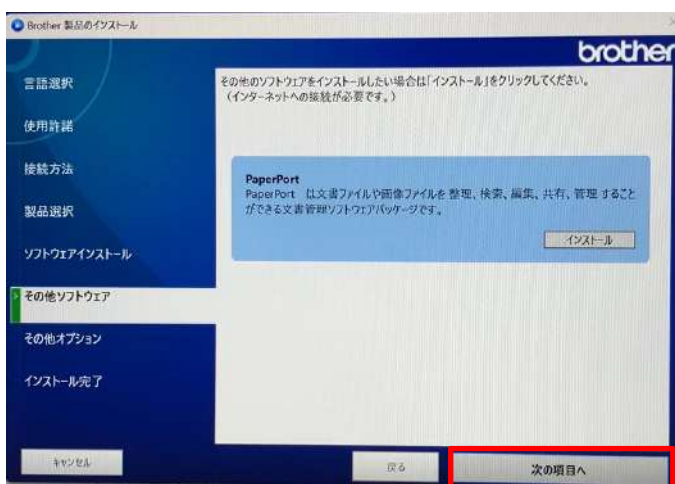 Brother 製品のインストール
brother
言語選択
使用許諾
接続方法
製品選択
ソフトウェアインストール
その他ソフトウェア
その他オプション
インストール完了
その他のソフトウェアをインストールしたい場合は「インストール」をクリックしてください。
(インターネットへの接続が必要です。)
PaperPort
PaperPort は文書ファイルや画像ファイルを 整理、検索、編集、共有、管理 すること
ができる文書管理ソフトウェアパッケージです。
インストール
キャンセル
戻る
次の項目へ